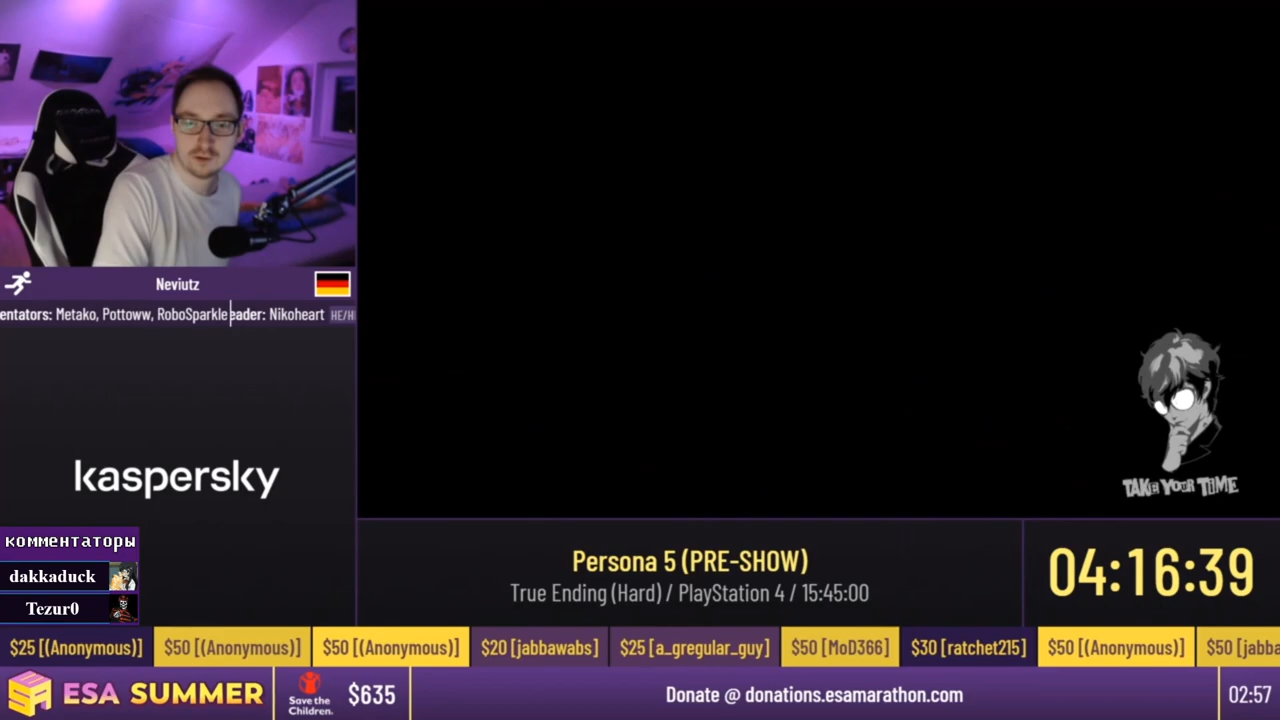 Neviutz
entators: Metako, Pottoww, RoboSparkle
eader: Nikoheart HE/H
kaspersky
комментаторы
dakkaduck
Tezur0
TAKE YOUR TIME
Persona 5 (PRE-SHOW)
True Ending (Hard) / PlayStation 4 / 15:45:00
04:16:39
$25 [(Anonymous)] $50 [(Anonymous)] $50 [(Anonymous)] $20 [jabbawabs] $25 [a_gregular_guy] $50 [MoD366] $30 [ratchet215] $50 [(Anonymous)] $50 [jabba
ESA SUMMER
Save the
Children.
$635
Donate @ donations.esamarathon.com
02:57